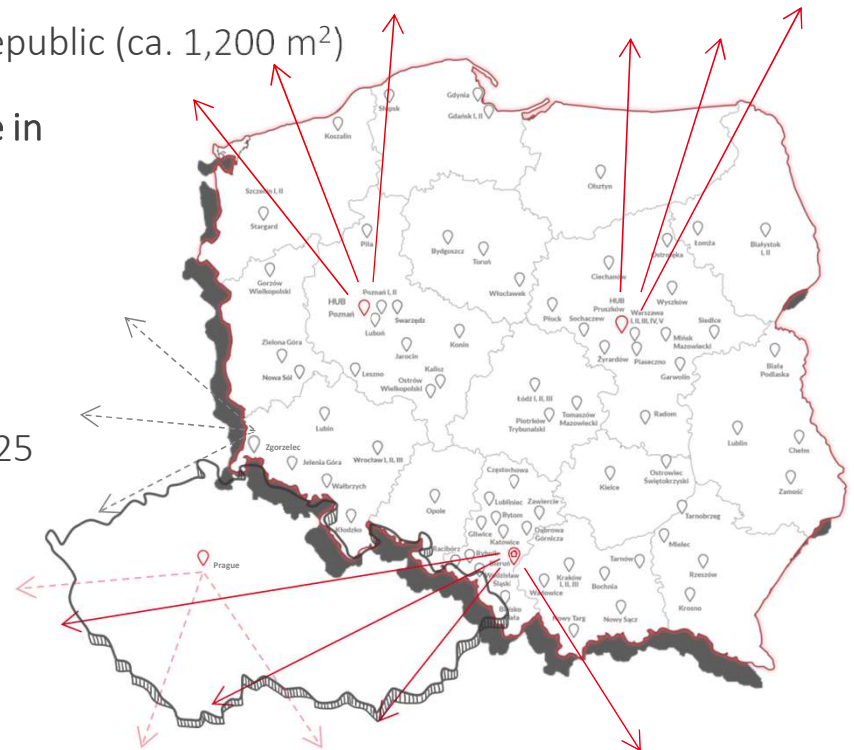 epublic (ca. 1,200 m²)
e in
25
Słupsk
Gdynia
Gdańsk I, II
Koszalin
Szczecin I, II
Stargard
Olsztyn
Piła
Bydgoszcz
Toruń
Włocławek
Ostrołęka
Łomża
Białystok
I, II
Ciechanów
Wyszków
Gorzów
Wielkopolski
HUB
Poznań
Poznań I, II
Swarzędz
Luboń
Płock
HUB
Pruszków
Sochaczew
Warszawa
I, II, III, IV, V
Siedlce
Mińsk
Mazowiecki
Żyrardów
Piaseczno
Garwolin
Biała
Podlaska
Zielona Góra
Nowa Sól
Leszno
Jarocin
Konin
Kalisz
Ostrów
Wielkopolski
Łódź I, II, III
Piotrków
Trybunalski
Tomaszów
Mazowiecki
Radom
Lublin
Chełm
Zamość
Lubin
Zgorzelec
Jelenia Góra
Wrocław I, II, III
Wałbrzych
Kłodzko
Opole
Częstochowa
Lubliniec
Zawiercie
Bytom
Gliwice
Katowice
Dąbrowa
Górnicza
Kielce
Ostrowiec
Świętokrzyski
Tarnobrzeg
Mielec
Rzeszów
Krosno
Racibórz
Rybnik
Wodzisław
Śląski
Wadowice
Kraków
I, II, III
Bochnia
Tarnów
Nowy Targ
Nowy Sącz
Prague